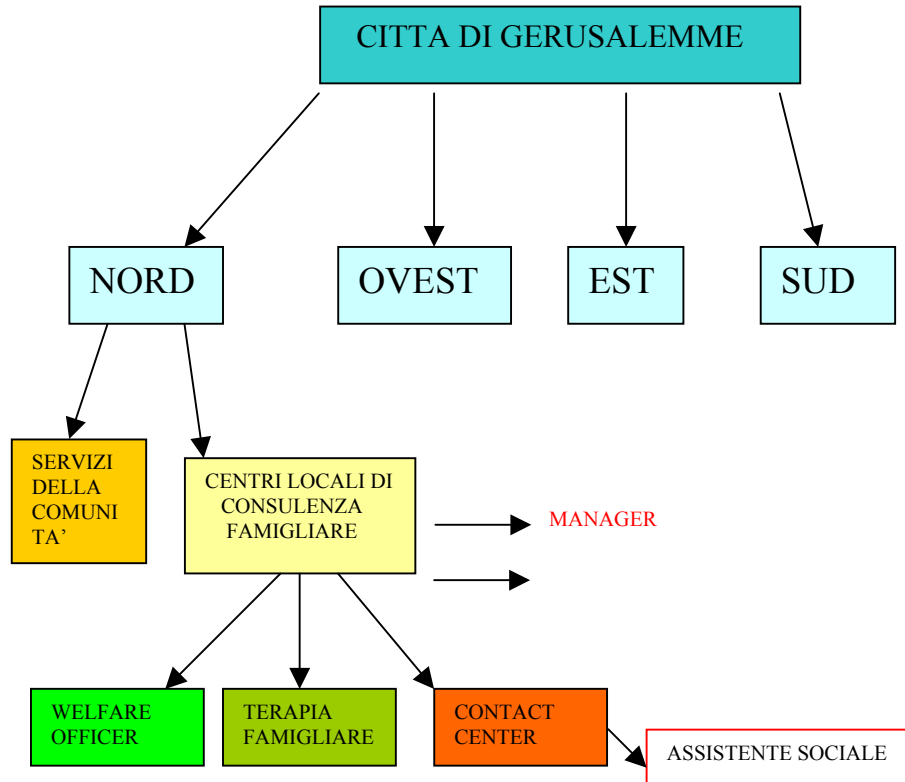 CITTA DI GERUSALEMME
NORD
OVEST
EST
SUD
SERVIZI
DELLA
COMUNI
TA’
CENTRI LOCALI DI
CONSULENZA
FAMIGLIARE
MANAGER
WELFARE
OFFICER
TERAPIA
FAMIGLIARE
CONTACT
CENTER
ASSISTENTE SOCIALE